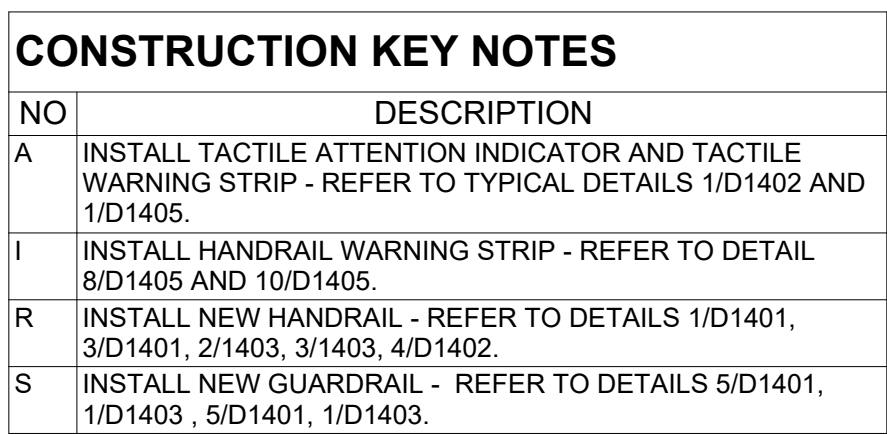 CONSTRUCTION KEY NOTES
NO DESCRIPTION
A INSTALL TACTILE ATTENTION INDICATOR AND TACTILE
WARNING STRIP - REFER TO TYPICAL DETAILS 1/D1402 AND
1/D1405.
I INSTALL HANDRAIL WARNING STRIP - REFER TO DETAIL
8/D1405 AND 10/D1405.
R INSTALL NEW HANDRAIL - REFER TO DETAILS 1/D1401,
3/D1401, 2/1403, 3/1403, 4/D1402.
S INSTALL NEW GUARDRAIL - REFER TO DETAILS 5/D1401,
1/D1403 , 5/D1401, 1/D1403.